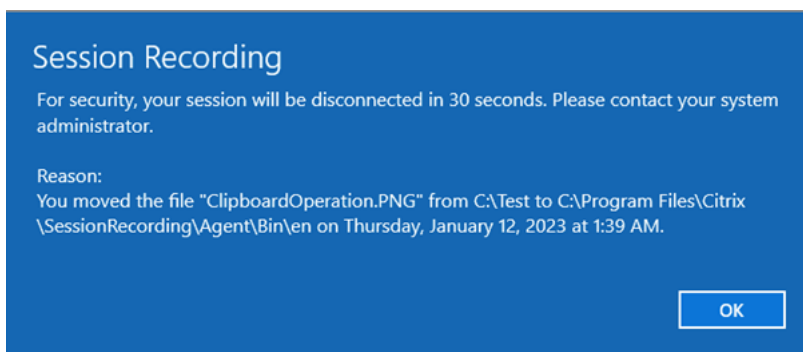 Session Recording
For security, your session will be disconnected in 30 seconds. Please contact your system
administrator.
Reason:
You moved the file "ClipboardOperation.PNG" from C:\Test to C:\Program Files\Citrix
\SessionRecording\Agent\Bin\en on Thursday, January 12, 2023 at 1:39 AM.
OK